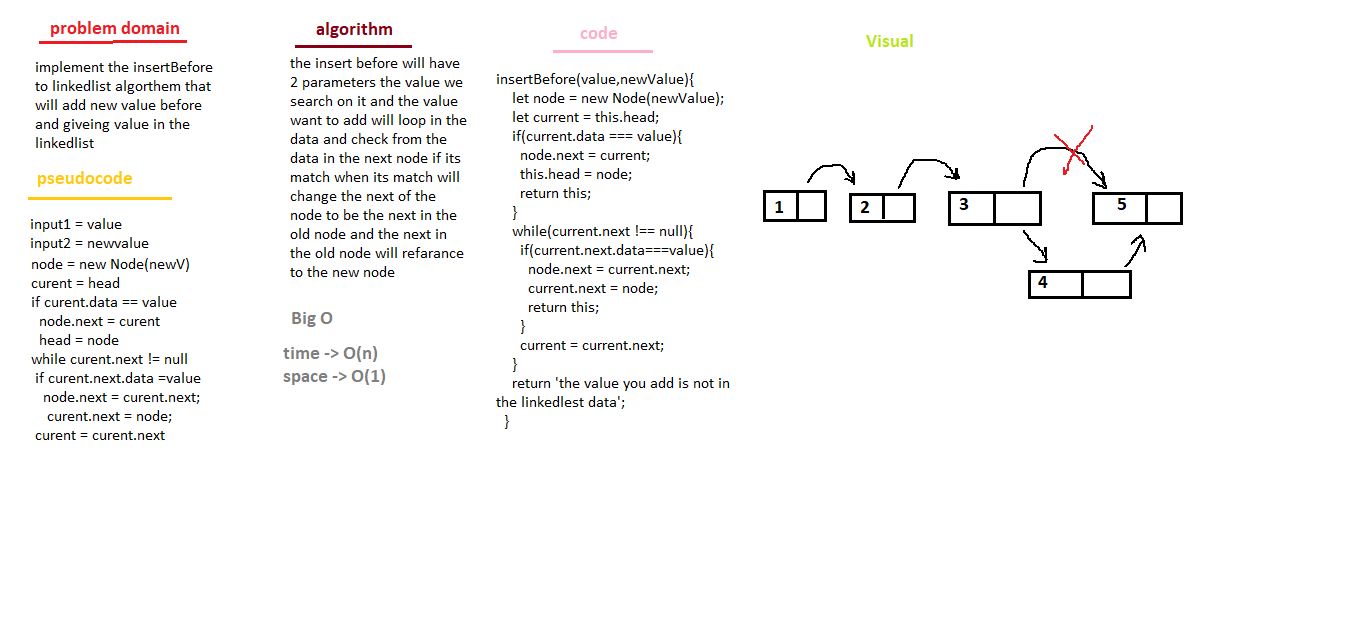 problem domain
implement the insertBefore
to linkedlist algorthem that
will add new value before
and giveing value in the
linkedlist
pseudocode
input1 = value
input2 = newvalue
node = new Node(newV)
curent = head
if curent.data == value
node.next = curent
head = node
while curent.next != null
if curent.next.data =value
node.next = curent.next;
curent.next = node;
curent = curent.next
algorithm
the insert before will have
2 parameters the value we
search on it and the value
want to add will loop in the
data and check from the
data in the next node if its
match when its match will
change the next of the
node to be the next in the
old node and the next in
the old node will refarance
to the new node
Big O
time -> O(n)
space -> O(1)
code
insertBefore(value,newValue){
let node = new Node(newValue);
let current = this.head;
if(current.data === value){
node.next = current;
this.head = node;
return this;
}
while(current.next !== null){
if(current.next.data===value){
node.next = current.next;
current.next = node;
return this;
}
current = current.next;
}
return 'the value you add is not in
the linkedlest data';
}
Visual
1
2
3
5
4